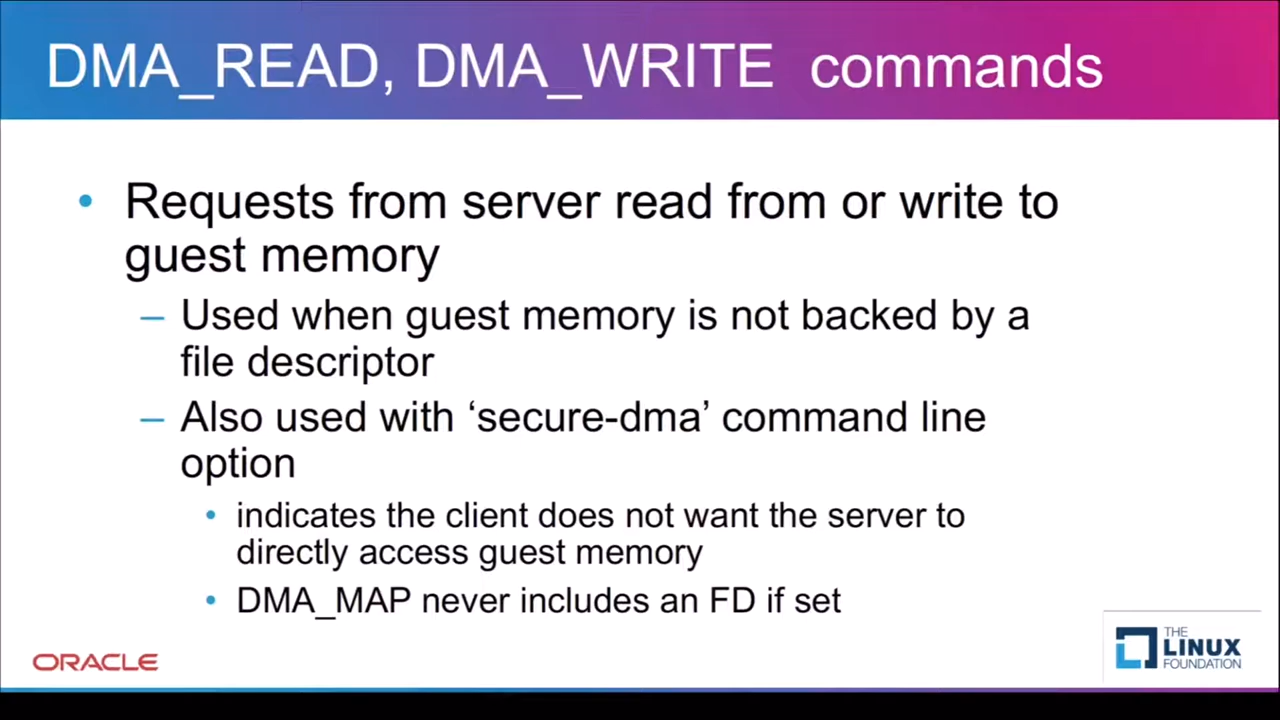 DMA_READ, DMA_WRITE commands
• Requests from server read from or write to
guest memory
– Used when guest memory is not backed by a
file descriptor
– Also used with ‘secure-dma’ command line
option
• indicates the client does not want the server to
directly access guest memory
• DMA_MAP never includes an FD if set
ORACLE
THE
LINUX
FOUNDATION